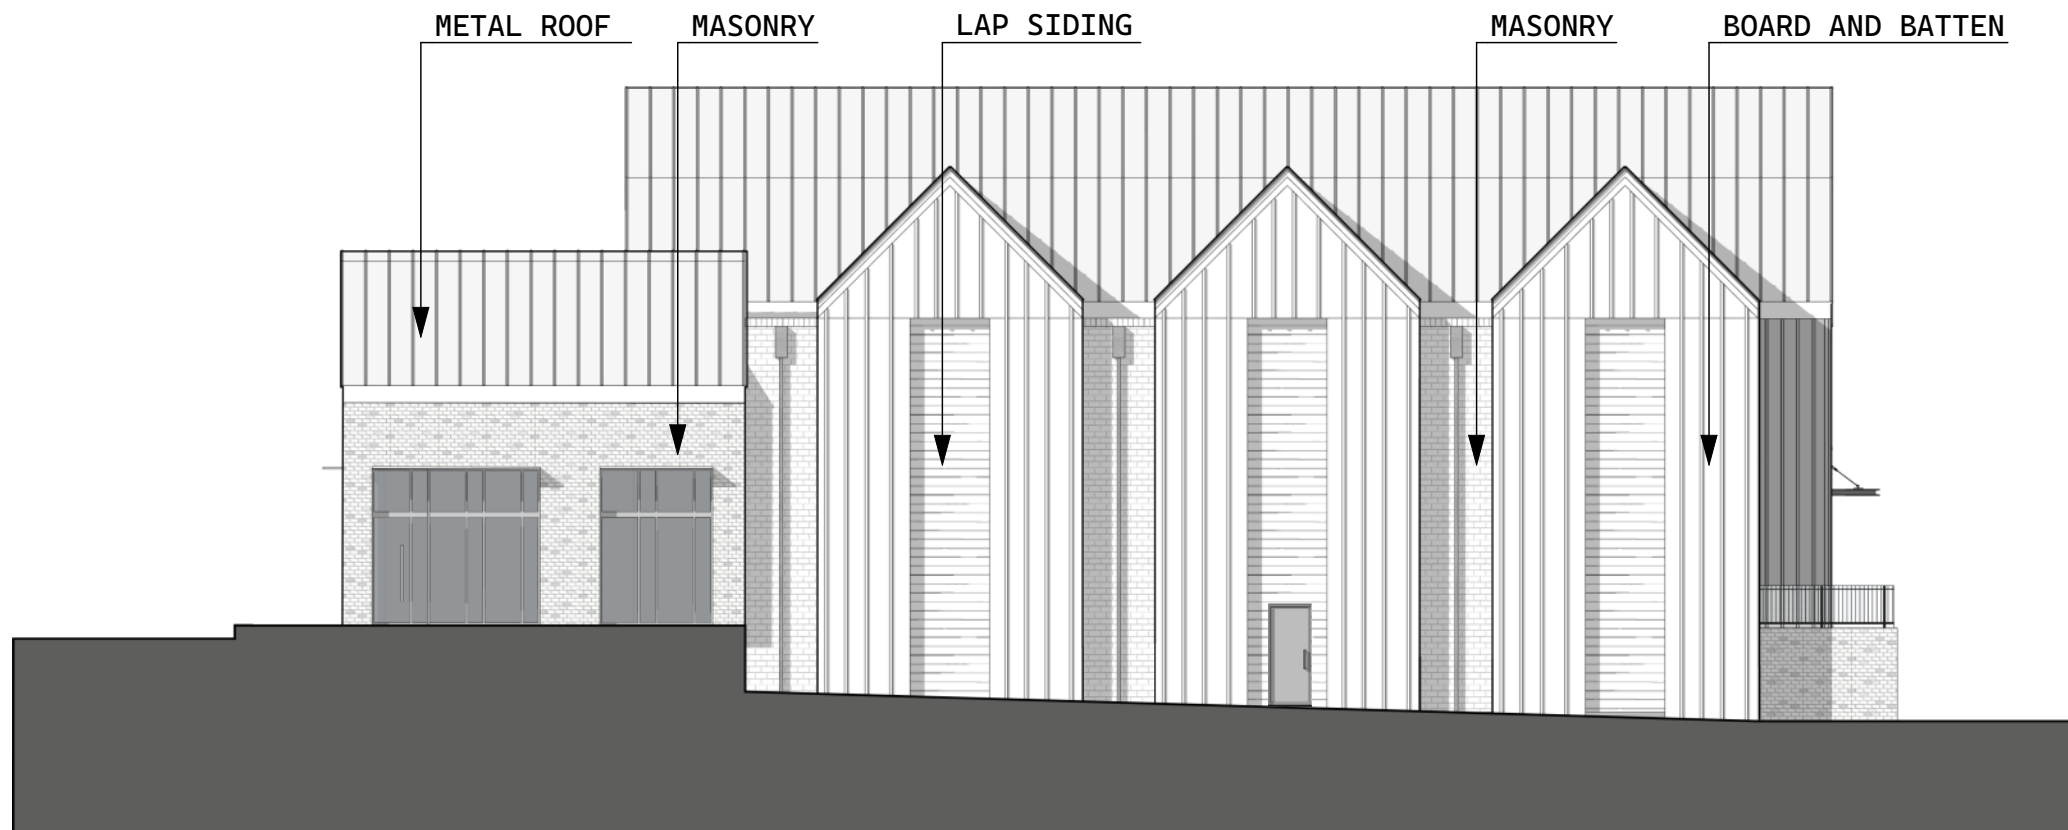 METAL ROOF
MASONRY
LAP SIDING
MASONRY
BOARD AND BATTEN